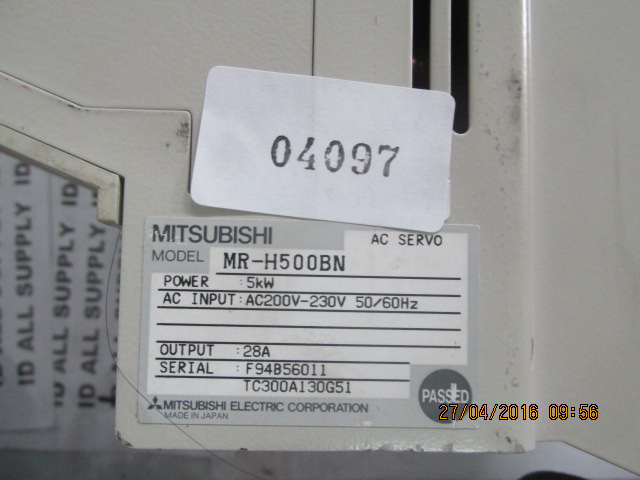 04097
MITSUBISHI AC SERVO
MODEL MR-H500BN
POWER : 5kW
AC INPUT : AC200V-230V 50/60Hz
OUTPUT : 28A
SERIAL : F94B56011
TC300A130G51
MITSUBISHI ELECTRIC CORPORATION
MADE IN JAPAN
PASSED
27/04/2016 09:56
ID ALL SUPPLY ID
ID ALL SUPPLY ID
ID ALL SUPPLY